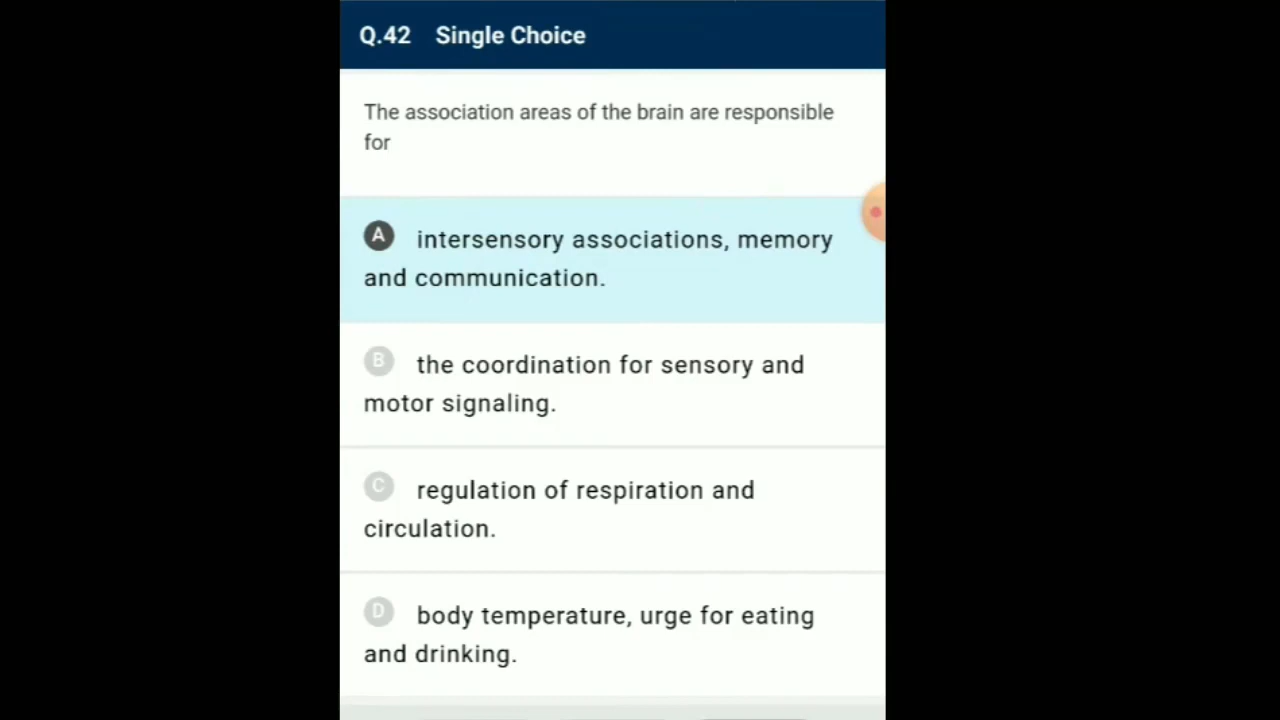 Q.42 Single Choice
The association areas of the brain are responsible
for
A intersensory associations, memory
and communication.
B the coordination for sensory and
motor signaling.
C regulation of respiration and
circulation.
D body temperature, urge for eating
and drinking.